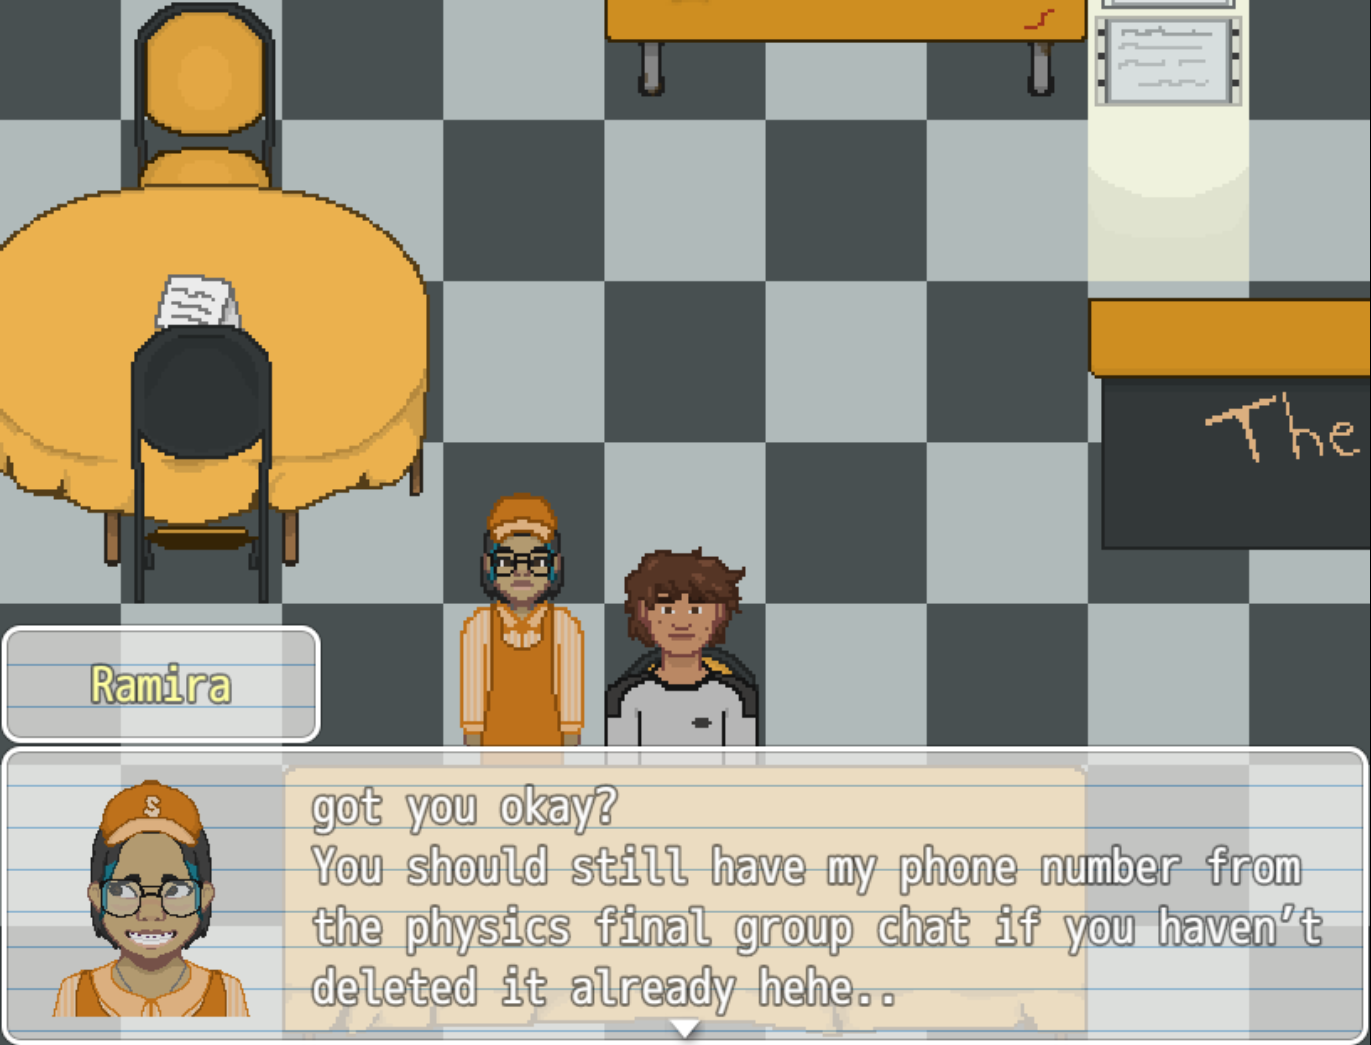 The
Ramira
S
got you okay?
You should still have my phone number from
the physics final group chat if you haven't
deleted it already hehe..